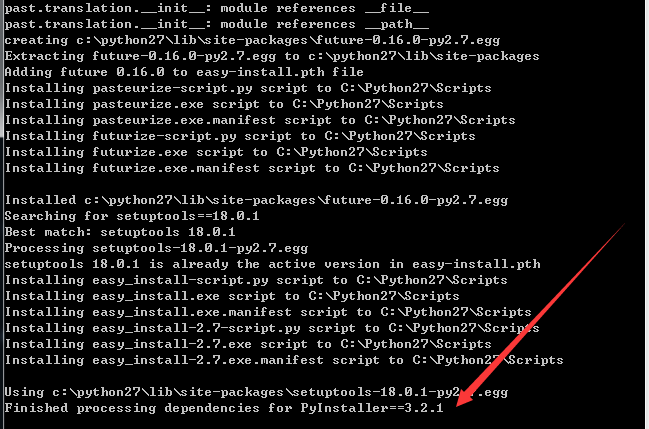 past.translation.__init__: module references __file__
past.translation.__init__: module references __path__
creating c:\python27\lib\site-packages\future-0.16.0-py2.7.egg
Extracting future-0.16.0-py2.7.egg to c:\python27\lib\site-packages
Adding future 0.16.0 to easy-install.pth file
Installing pasteurize-script.py script to C:\Python27\Scripts
Installing pasteurize.exe script to C:\Python27\Scripts
Installing pasteurize.exe.manifest script to C:\Python27\Scripts
Installing futurize-script.py script to C:\Python27\Scripts
Installing futurize.exe script to C:\Python27\Scripts
Installing futurize.exe.manifest script to C:\Python27\Scripts
Installed c:\python27\lib\site-packages\future-0.16.0-py2.7.egg
Searching for setuptools==18.0.1
Best match: setuptools 18.0.1
Processing setuptools-18.0.1-py2.7.egg
setuptools 18.0.1 is already the active version in easy-install.pth
Installing easy_install-script.py script to C:\Python27\Scripts
Installing easy_install.exe script to C:\Python27\Scripts
Installing easy_install.exe.manifest script to C:\Python27\Scripts
Installing easy_install-2.7-script.py script to C:\Python27\Scripts
Installing easy_install-2.7.exe script to C:\Python27\Scripts
Installing easy_install-2.7.exe.manifest script to C:\Python27\Scripts
Using c:\python27\lib\site-packages\setuptools-18.0.1-py2.7.egg
Finished processing dependencies for PyInstaller==3.2.1